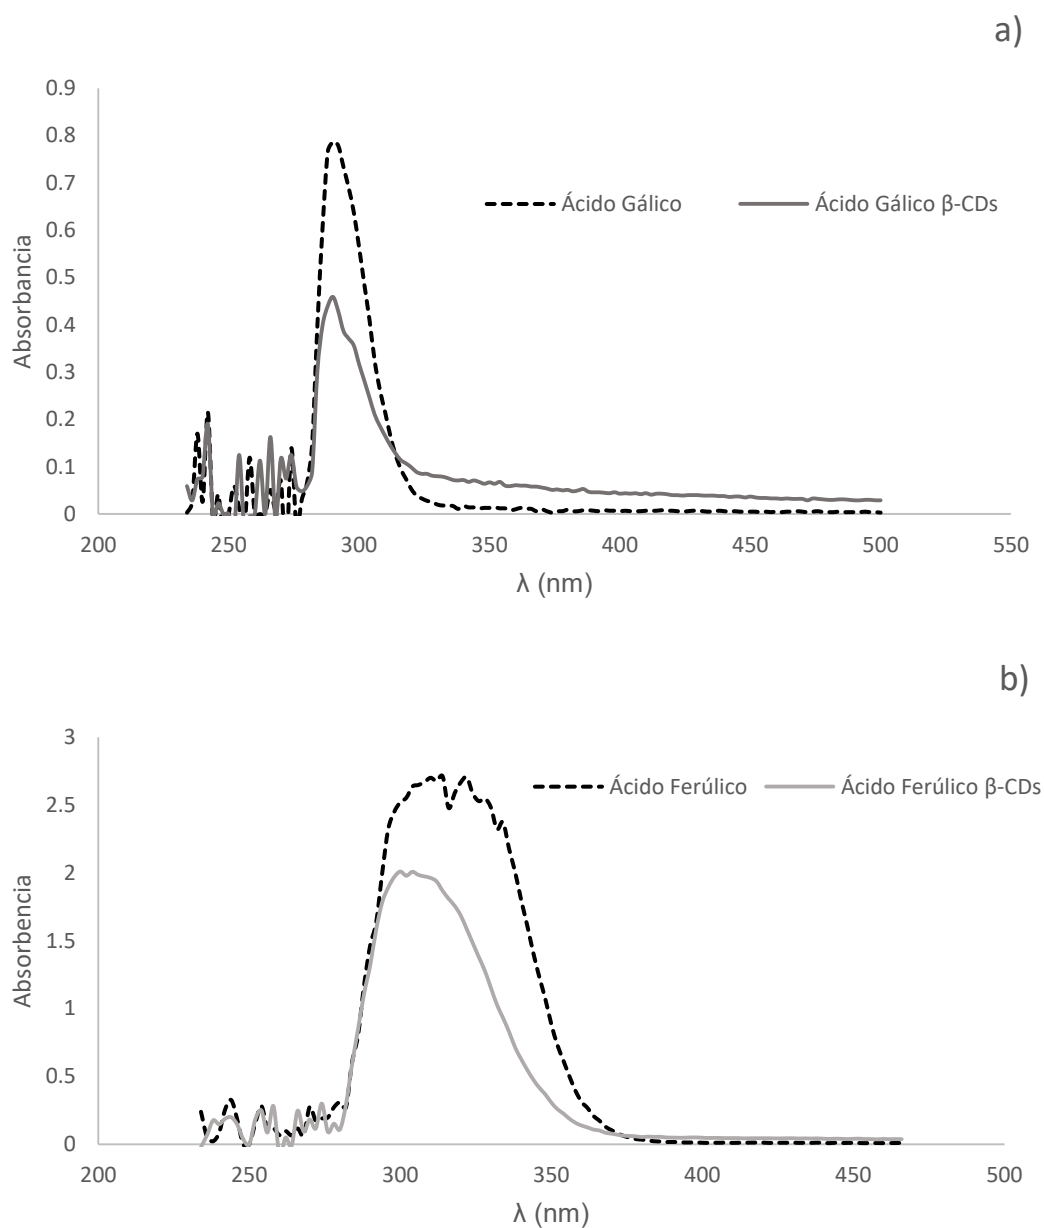 a)
0.9
0.8
0.7
0.6
0.5
0.4
0.3
0.2
0.1
0
Absorbancia
Ácido Gálico Ácido Gálico β-CDs
200 250 300 350 400 450 500 550
λ (nm)
b)
3
2.5
2
1.5
1
0.5
0
Absorbencia
Ácido Ferúlico Ácido Ferúlico β-CDs
200 250 300 350 400 450 500
λ (nm)